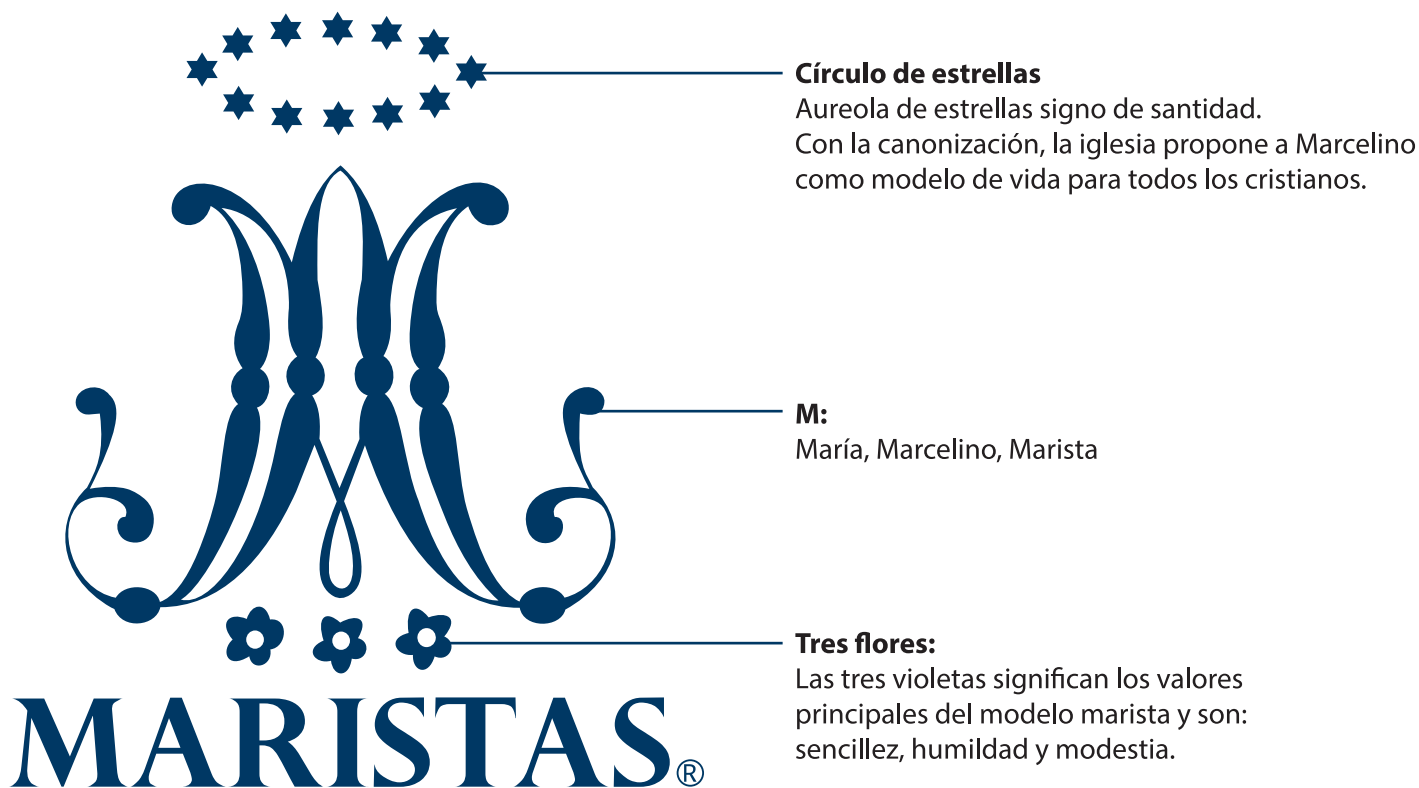 Círculo de estrellas
Aureola de estrellas signo de santidad.
Con la canonización, la iglesia propone a Marcelino
como modelo de vida para todos los cristianos.
M:
María, Marcelino, Marista
Tres flores:
Las tres violetas significan los valores
principales del modelo marista y son:
sencillez, humildad y modestia.
MARISTAS®